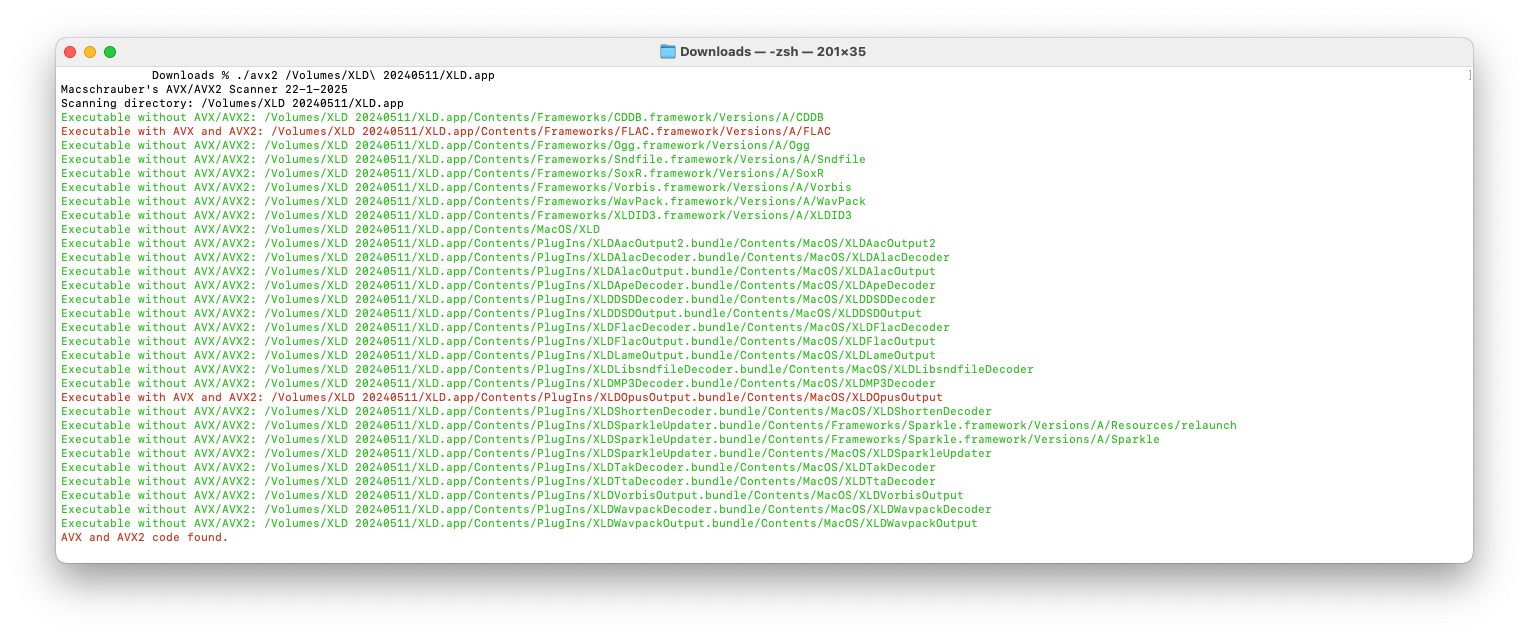 Downloads — -zsh — 201×35
Downloads % ./avx2 /Volumes/XLD\ 20240511/XLD.app
Macschrauber's AVX/AVX2 Scanner 22-1-2025
Scanning directory: /Volumes/XLD 20240511/XLD.app
Executable without AVX/AVX2: /Volumes/XLD 20240511/XLD.app/Contents/Frameworks/CDDB.framework/Versions/A/CDDB
Executable with AVX and AVX2: /Volumes/XLD 20240511/XLD.app/Contents/Frameworks/FLAC.framework/Versions/A/FLAC
Executable without AVX/AVX2: /Volumes/XLD 20240511/XLD.app/Contents/Frameworks/Ogg.framework/Versions/A/Ogg
Executable without AVX/AVX2: /Volumes/XLD 20240511/XLD.app/Contents/Frameworks/Sndfile.framework/Versions/A/Sndfile
Executable without AVX/AVX2: /Volumes/XLD 20240511/XLD.app/Contents/Frameworks/SoxR.framework/Versions/A/SoxR
Executable without AVX/AVX2: /Volumes/XLD 20240511/XLD.app/Contents/Frameworks/Vorbis.framework/Versions/A/Vorbis
Executable without AVX/AVX2: /Volumes/XLD 20240511/XLD.app/Contents/Frameworks/WavPack.framework/Versions/A/WavPack
Executable without AVX/AVX2: /Volumes/XLD 20240511/XLD.app/Contents/Frameworks/XLDID3.framework/Versions/A/XLDID3
Executable without AVX/AVX2: /Volumes/XLD 20240511/XLD.app/Contents/MacOS/XLD
Executable without AVX/AVX2: /Volumes/XLD 20240511/XLD.app/Contents/PlugIns/XLDAacOutput2.bundle/Contents/MacOS/XLDAacOutput2
Executable without AVX/AVX2: /Volumes/XLD 20240511/XLD.app/Contents/PlugIns/XLDAlacDecoder.bundle/Contents/MacOS/XLDAlacDecoder
Executable without AVX/AVX2: /Volumes/XLD 20240511/XLD.app/Contents/PlugIns/XLDAlacOutput.bundle/Contents/MacOS/XLDAlacOutput
Executable without AVX/AVX2: /Volumes/XLD 20240511/XLD.app/Contents/PlugIns/XLDApeDecoder.bundle/Contents/MacOS/XLDApeDecoder
Executable without AVX/AVX2: /Volumes/XLD 20240511/XLD.app/Contents/PlugIns/XLDDSDDecoder.bundle/Contents/MacOS/XLDDSDDecoder
Executable without AVX/AVX2: /Volumes/XLD 20240511/XLD.app/Contents/PlugIns/XLDDSDOutput.bundle/Contents/MacOS/XLDDSDOutput
Executable without AVX/AVX2: /Volumes/XLD 20240511/XLD.app/Contents/PlugIns/XLDFlacDecoder.bundle/Contents/MacOS/XLDFlacDecoder
Executable without AVX/AVX2: /Volumes/XLD 20240511/XLD.app/Contents/PlugIns/XLDFlacOutput.bundle/Contents/MacOS/XLDFlacOutput
Executable without AVX/AVX2: /Volumes/XLD 20240511/XLD.app/Contents/PlugIns/XLDLameOutput.bundle/Contents/MacOS/XLDLameOutput
Executable without AVX/AVX2: /Volumes/XLD 20240511/XLD.app/Contents/PlugIns/XLDLibsndfileDecoder.bundle/Contents/MacOS/XLDLibsndfileDecoder
Executable without AVX/AVX2: /Volumes/XLD 20240511/XLD.app/Contents/PlugIns/XLDMP3Decoder.bundle/Contents/MacOS/XLDMP3Decoder
Executable with AVX and AVX2: /Volumes/XLD 20240511/XLD.app/Contents/PlugIns/XLDOpusOutput.bundle/Contents/MacOS/XLDOpusOutput
Executable without AVX/AVX2: /Volumes/XLD 20240511/XLD.app/Contents/PlugIns/XLDShortenDecoder.bundle/Contents/MacOS/XLDShortenDecoder
Executable without AVX/AVX2: /Volumes/XLD 20240511/XLD.app/Contents/PlugIns/XLDSparkleUpdater.bundle/Contents/Frameworks/Sparkle.framework/Versions/A/Resources/relaunch
Executable without AVX/AVX2: /Volumes/XLD 20240511/XLD.app/Contents/PlugIns/XLDSparkleUpdater.bundle/Contents/Frameworks/Sparkle.framework/Versions/A/Sparkle
Executable without AVX/AVX2: /Volumes/XLD 20240511/XLD.app/Contents/PlugIns/XLDSparkleUpdater.bundle/Contents/MacOS/XLDSparkleUpdater
Executable without AVX/AVX2: /Volumes/XLD 20240511/XLD.app/Contents/PlugIns/XLDTakDecoder.bundle/Contents/MacOS/XLDTakDecoder
Executable without AVX/AVX2: /Volumes/XLD 20240511/XLD.app/Contents/PlugIns/XLDTtaDecoder.bundle/Contents/MacOS/XLDTtaDecoder
Executable without AVX/AVX2: /Volumes/XLD 20240511/XLD.app/Contents/PlugIns/XLDVorbisOutput.bundle/Contents/MacOS/XLDVorbisOutput
Executable without AVX/AVX2: /Volumes/XLD 20240511/XLD.app/Contents/PlugIns/XLDWavpackDecoder.bundle/Contents/MacOS/XLDWavpackDecoder
Executable without AVX/AVX2: /Volumes/XLD 20240511/XLD.app/Contents/PlugIns/XLDWavpackOutput.bundle/Contents/MacOS/XLDWavpackOutput
AVX and AVX2 code found.